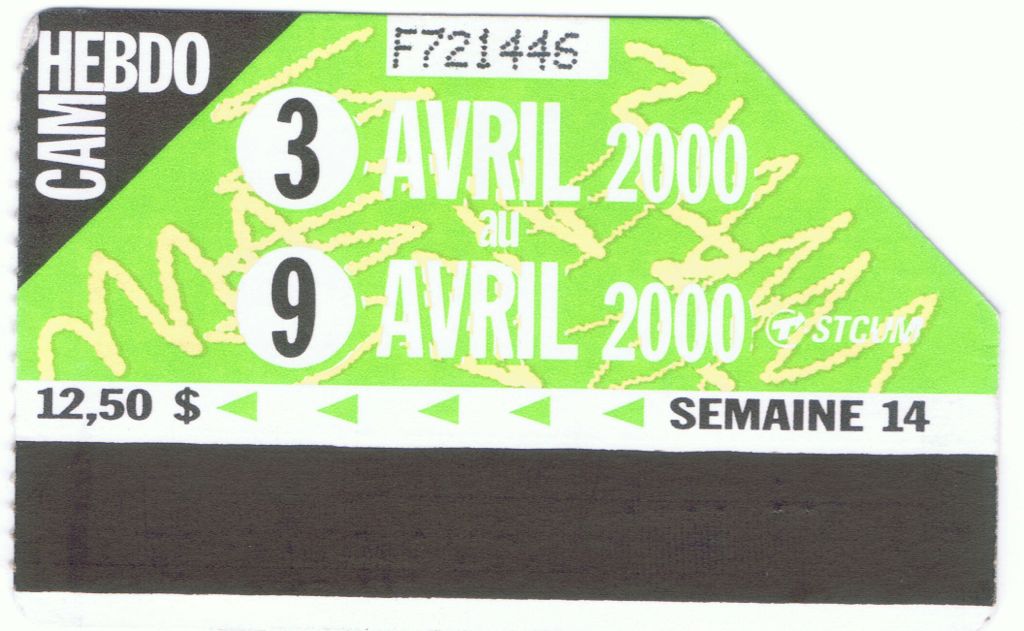 CAM
HEBDO
F721446
3 AVRIL 2000
au
9 AVRIL 2000
STCUM
12,50 $
SEMAINE 14